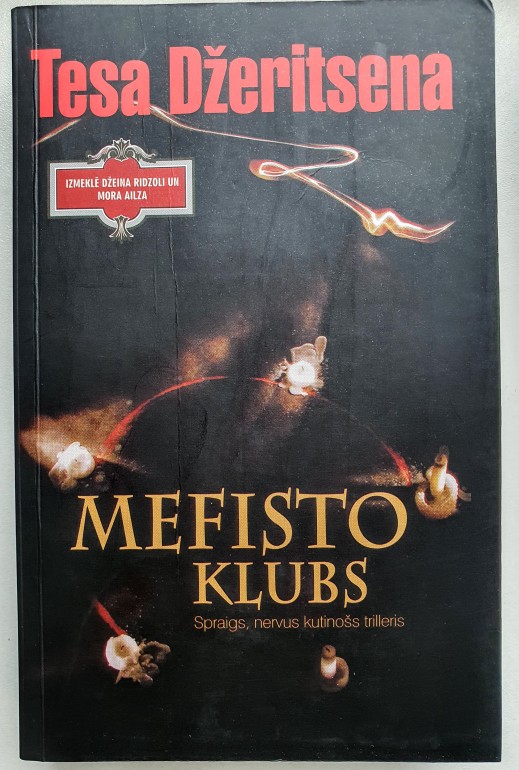 Tesa Džeritsena
IZMEKLĒ DŽEINA RIDZOLI UN
MORA AILZA
MEFISTO
KLUBS
Spraigs, nervus kutinošs trilleris